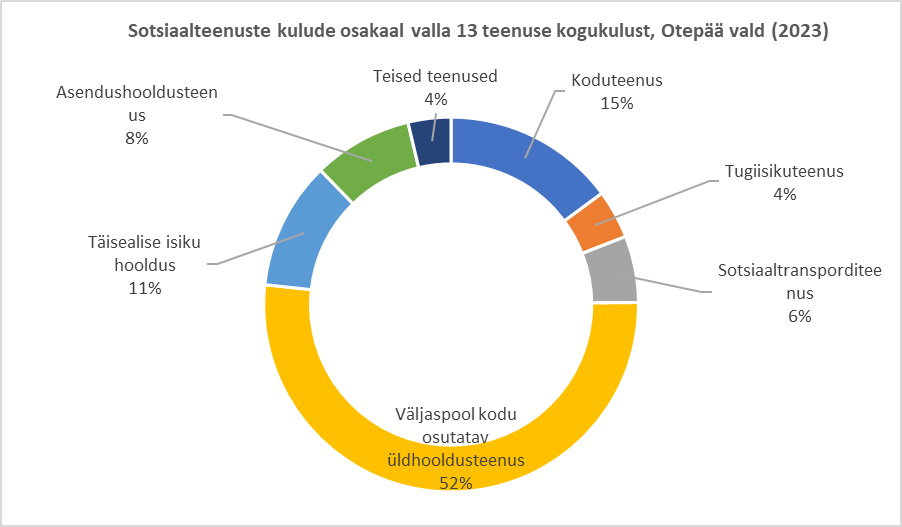 Sotsiaalteenuste kulude osakaal valla 13 teenuse kogukulust, Otepää vald (2023)
Koduteenus
15%
Tugiisikuteenus
4%
Sotsiaaltransporditee
nus
6%
Väljaspool kodu
osutatav
üldhooldusteenus
52%
Täisealise isiku
hooldus
11%
Asendushooldusteen
us
8%
Teised teenused
4%